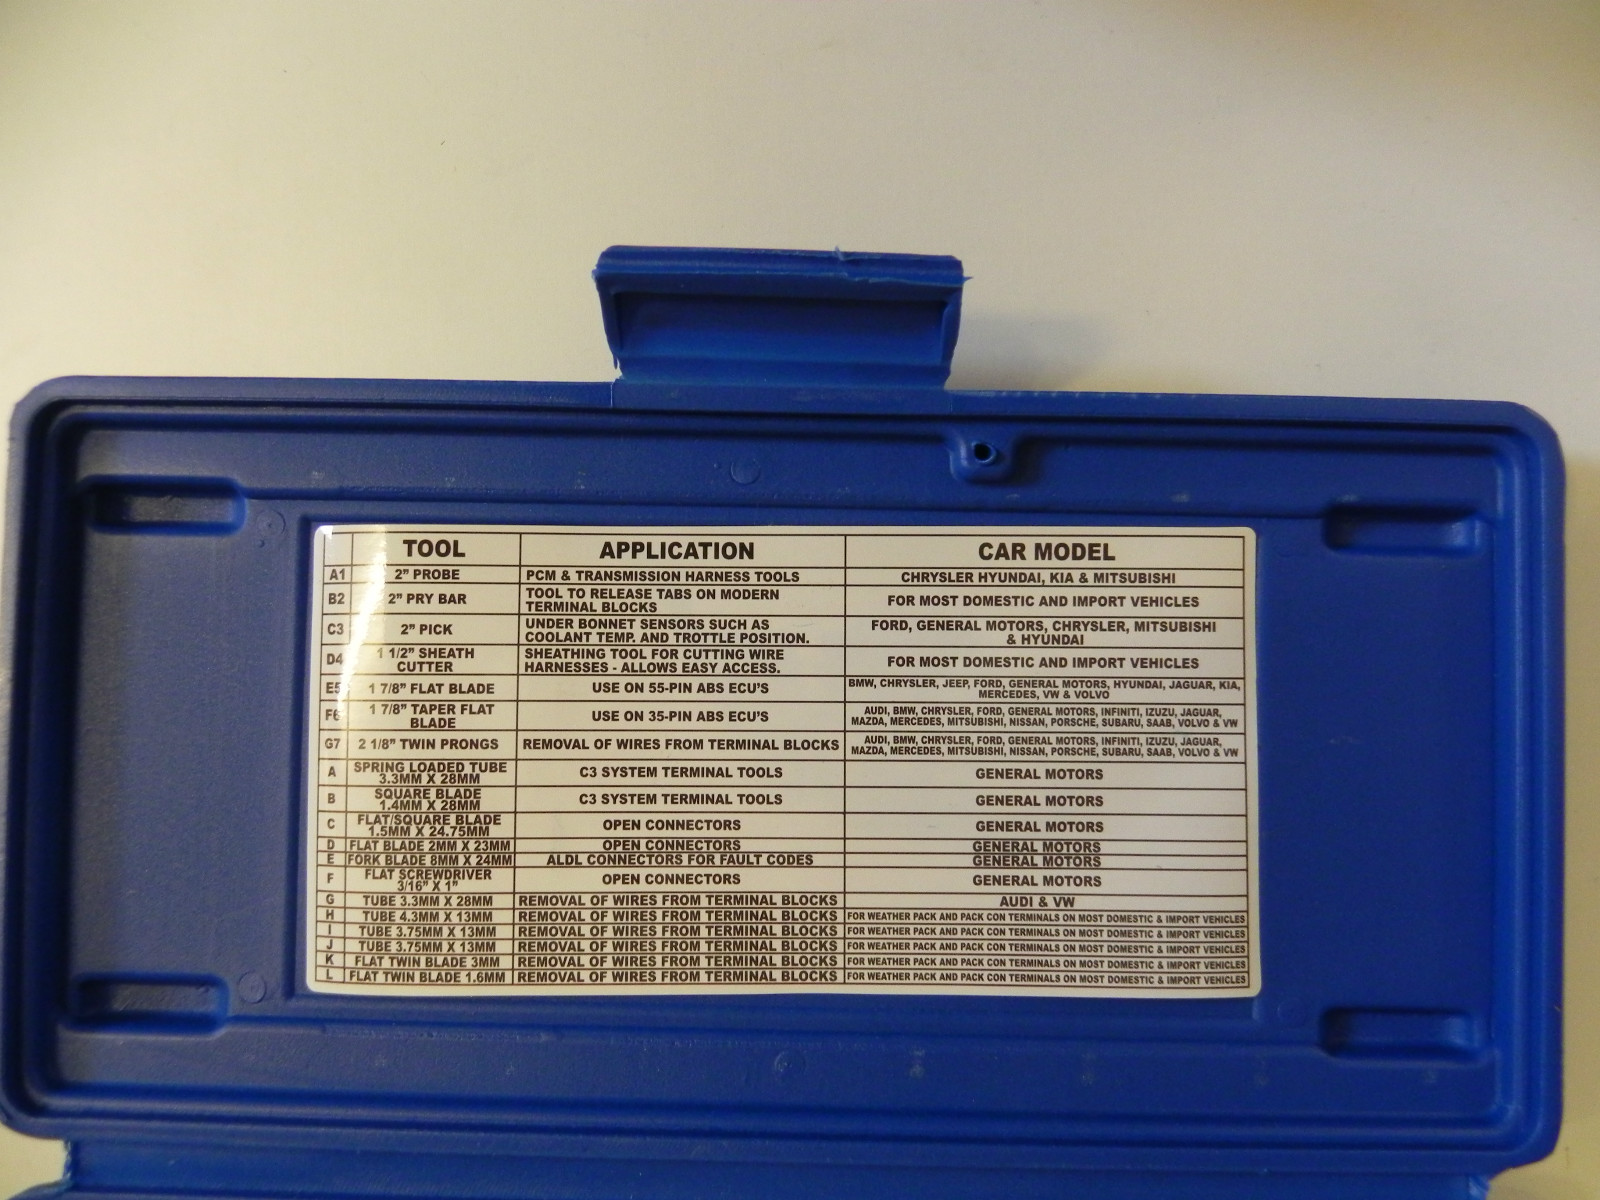 TOOL APPLICATION CAR MODEL
A1 2” PROBE PCM & TRANSMISSION HARNESS TOOLS CHRYSLER HYUNDAI, KIA & MITSUBISHI
B2 2” PRY BAR TOOL TO RELEASE TABS ON MODERN
TERMINAL BLOCKS FOR MOST DOMESTIC AND IMPORT VEHICLES
C3 2” PICK UNDER BONNET SENSORS SUCH AS
COOLANT TEMP. AND TROTTLE POSITION. FORD, GENERAL MOTORS, CHRYSLER, MITSUBISHI
& HYUNDAI
D4 1 1/2” SHEATH
CUTTER SHEATHING TOOL FOR CUTTING WIRE
HARNESSES - ALLOWS EASY ACCESS. FOR MOST DOMESTIC AND IMPORT VEHICLES
E5 1 7/8” FLAT BLADE USE ON 55-PIN ABS ECU’S BMW, CHRYSLER, JEEP, FORD, GENERAL MOTORS, HYUNDAI, JAGUAR, KIA,
MERCEDES, VW & VOLVO
F6 1 7/8” TAPER FLAT
BLADE USE ON 35-PIN ABS ECU’S AUDI, BMW, CHRYSLER, FORD, GENERAL MOTORS, INFINITI, IZUZU, JAGUAR,
MAZDA, MERCEDES, MITSUBISHI, NISSAN, PORSCHE, SUBARU, SAAB, VOLVO & VW
G7 2 1/8” TWIN PRONGS REMOVAL OF WIRES FROM TERMINAL BLOCKS AUDI, BMW, CHRYSLER, FORD, GENERAL MOTORS, INFINITI, IZUZU, JAGUAR,
MAZDA, MERCEDES, MITSUBISHI, NISSAN, PORSCHE, SUBARU, SAAB, VOLVO & VW
A SPRING LOADED TUBE
3.3MM X 28MM C3 SYSTEM TERMINAL TOOLS GENERAL MOTORS
B SQUARE BLADE
1.4MM X 28MM C3 SYSTEM TERMINAL TOOLS GENERAL MOTORS
C FLAT/SQUARE BLADE
1.5MM X 24.75MM OPEN CONNECTORS GENERAL MOTORS
D FLAT BLADE 2MM X 23MM OPEN CONNECTORS GENERAL MOTORS
E FORK BLADE 8MM X 24MM ALDL CONNECTORS FOR FAULT CODES GENERAL MOTORS
F FLAT SCREWDRIVER
3/16” X 1” OPEN CONNECTORS GENERAL MOTORS
G TUBE 3.3MM X 28MM REMOVAL OF WIRES FROM TERMINAL BLOCKS AUDI & VW
H TUBE 4.3MM X 13MM REMOVAL OF WIRES FROM TERMINAL BLOCKS FOR WEATHER PACK AND PACK CON TERMINALS ON MOST DOMESTIC & IMPORT VEHICLES
I TUBE 3.75MM X 13MM REMOVAL OF WIRES FROM TERMINAL BLOCKS FOR WEATHER PACK AND PACK CON TERMINALS ON MOST DOMESTIC & IMPORT VEHICLES
J TUBE 3.75MM X 13MM REMOVAL OF WIRES FROM TERMINAL BLOCKS FOR WEATHER PACK AND PACK CON TERMINALS ON MOST DOMESTIC & IMPORT VEHICLES
K FLAT TWIN BLADE 3MM REMOVAL OF WIRES FROM TERMINAL BLOCKS FOR WEATHER PACK AND PACK CON TERMINALS ON MOST DOMESTIC & IMPORT VEHICLES
L FLAT TWIN BLADE 1.6MM REMOVAL OF WIRES FROM TERMINAL BLOCKS FOR WEATHER PACK AND PACK CON TERMINALS ON MOST DOMESTIC & IMPORT VEHICLES